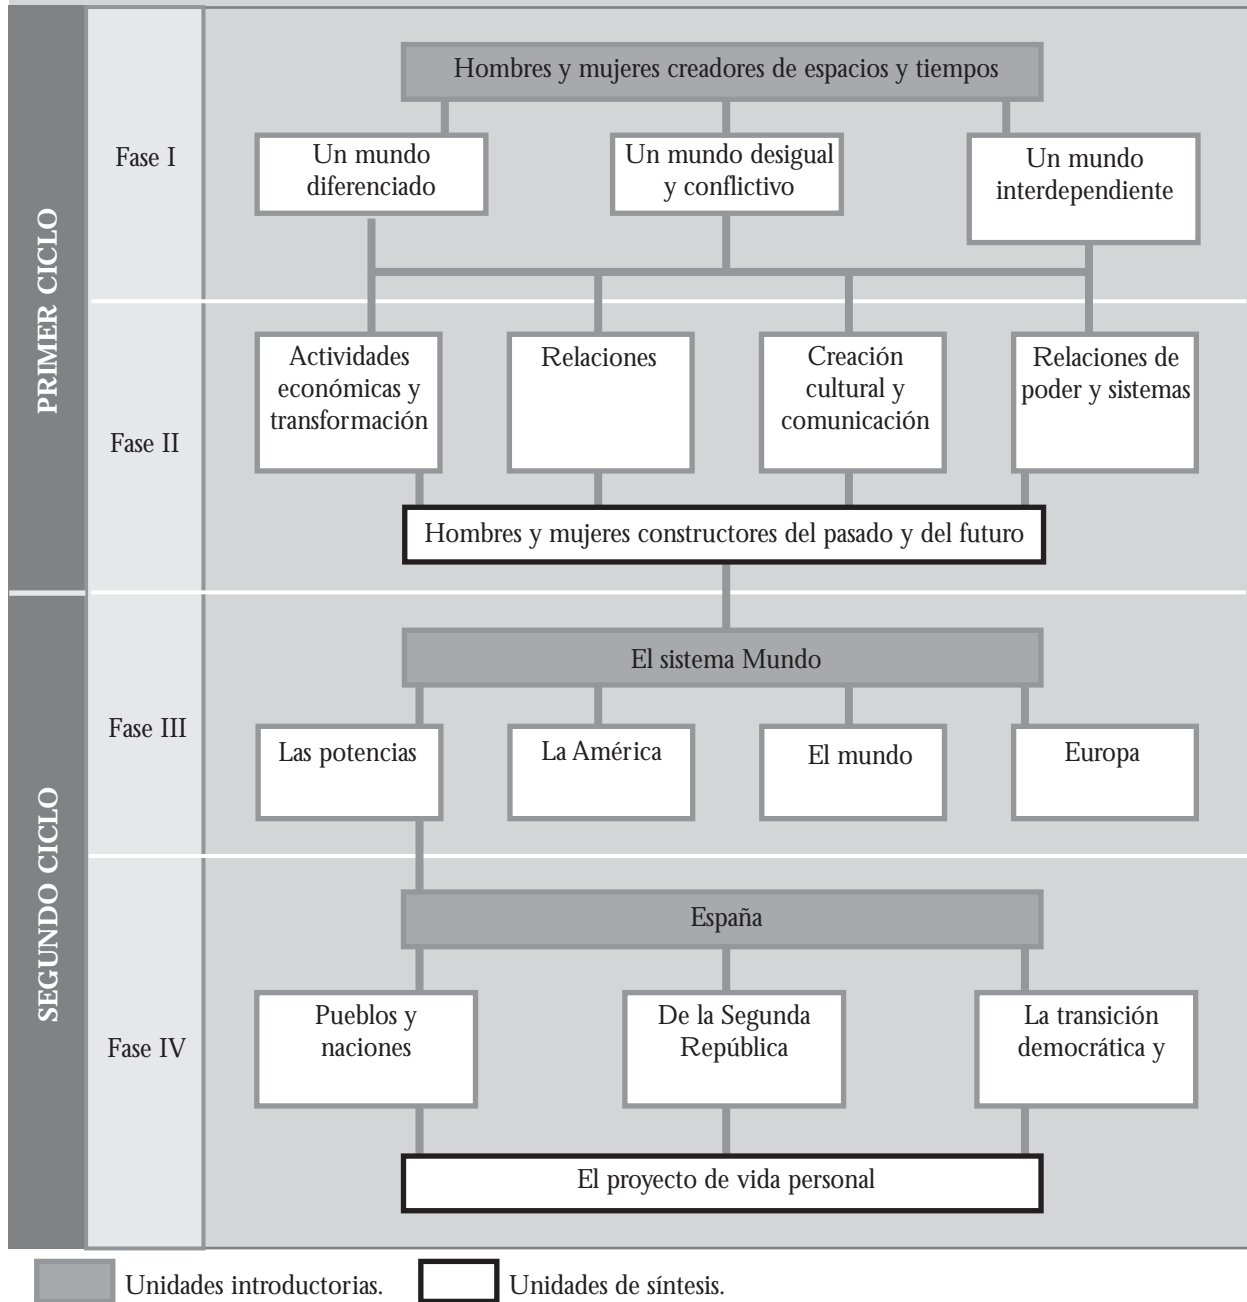 PRIMER CICLO
Fase I
Hombres y mujeres creadores de espacios y tiempos
Un mundo
diferenciado
Un mundo desigual
y conflictivo
Un mundo
interdependiente
Fase II
Actividades
económicas y
transformación
Relaciones
Creación
cultural y
comunicación
Relaciones de
poder y sistemas
Hombres y mujeres constructores del pasado y del futuro
SEGUNDO CICLO
Fase III
El sistema Mundo
Las potencias
La América
El mundo
Europa
Fase IV
España
Pueblos y
naciones
De la Segunda
República
La transición
democrática y
El proyecto de vida personal
Unidades introductorias.
Unidades de síntesis.